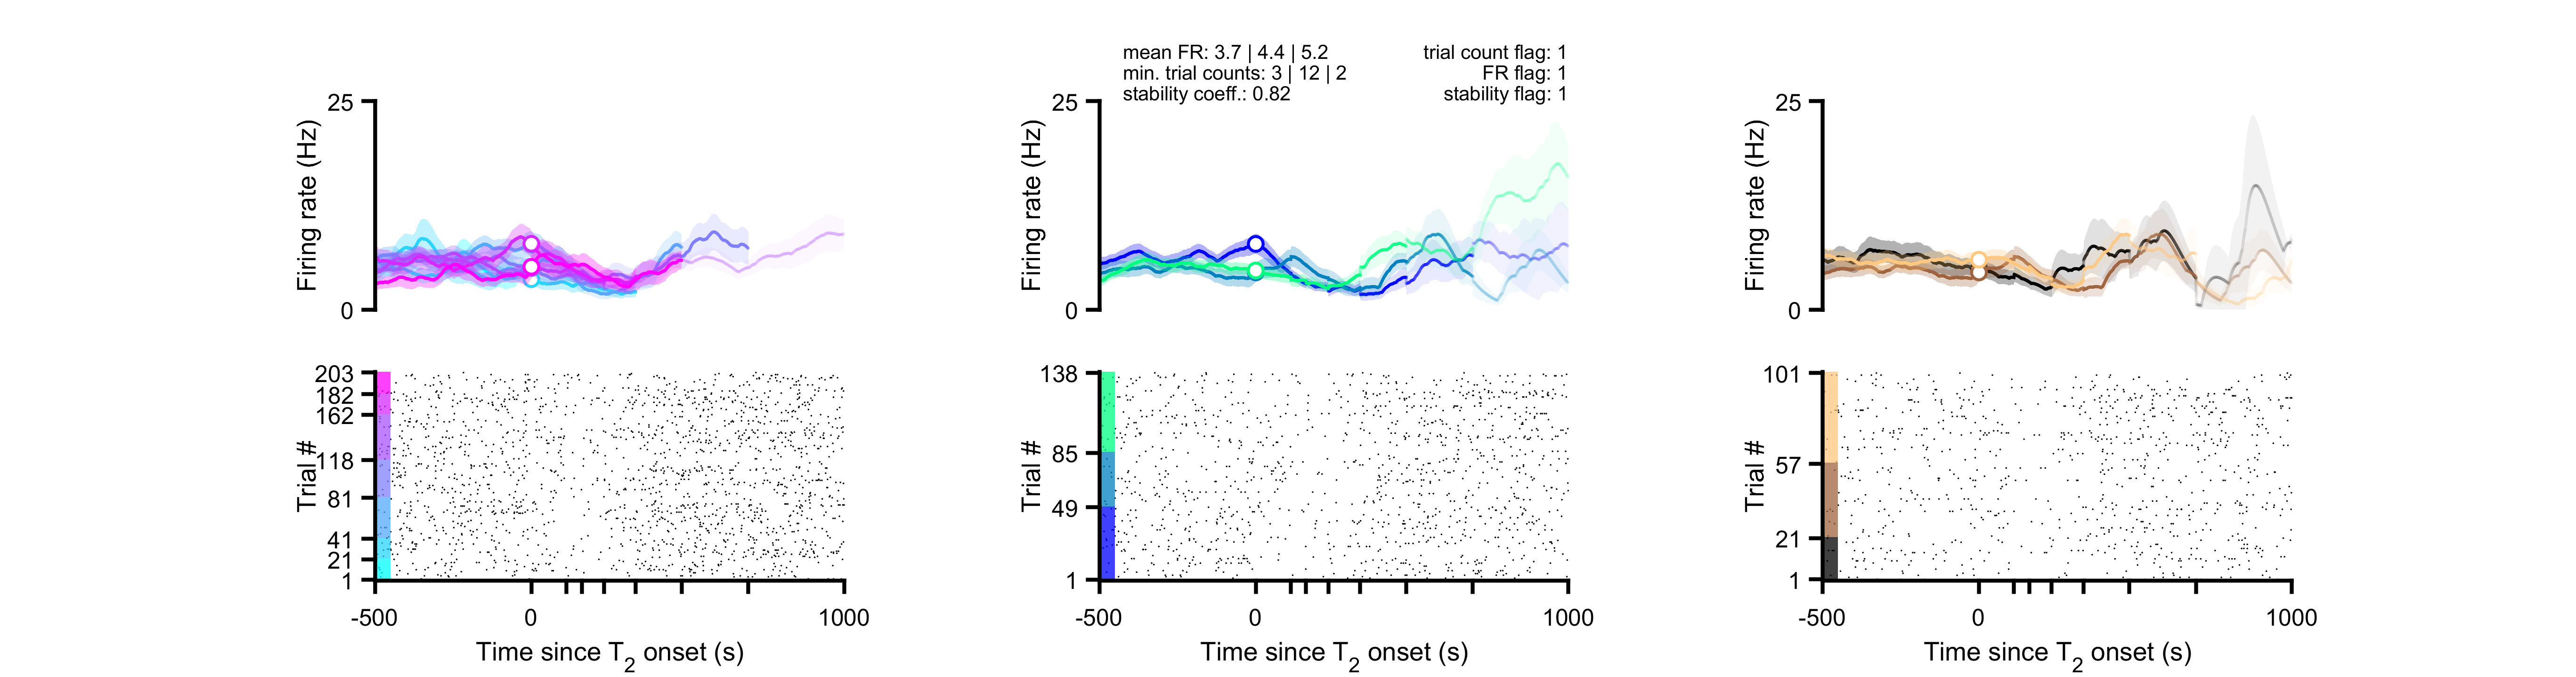 mean FR: 3.7 | 4.4 | 5.2
min. trial counts: 3 | 12 | 2
stability coeff.: 0.82
trial count flag: 1
FR flag: 1
stability flag: 1
Firing rate (Hz)
25
0
Firing rate (Hz)
25
0
Firing rate (Hz)
25
0
Trial #
203
182
162
118
81
41
21
1
-500
0
1000
Time since T2 onset (s)
Trial #
138
85
49
1
-500
0
1000
Time since T2 onset (s)
Trial #
101
57
21
1
-500
0
1000
Time since T2 onset (s)